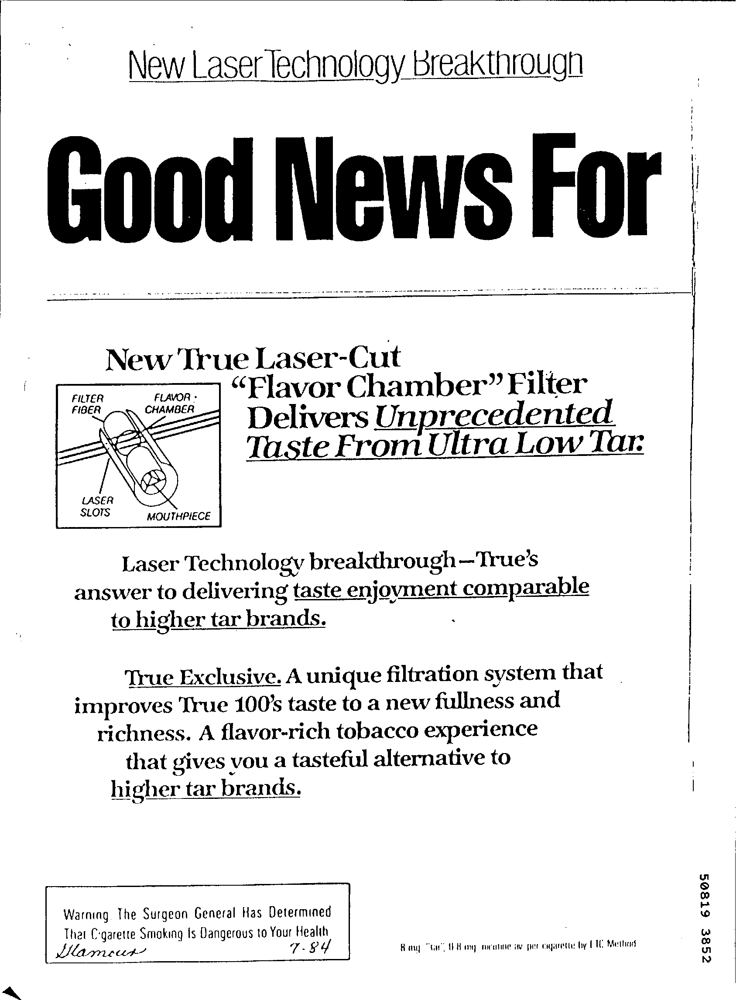 New Laser Technology Breakthrough
Good News For
New True Laser-Cut
"Flavor Chamber" Filter
Delivers Unprecedented
Taste From Ultra Low Tar.
FILTER
FIBER
FLAVOR
CHAMBER
LASER
SLOTS
MOUTHPIECE
Laser Technology breakthrough—True's
answer to delivering taste enjoyment comparable
to higher tar brands.
True Exclusive. A unique filtration system that
improves True 100's taste to a new fullness and
richness. A flavor-rich tobacco experience
that gives you a tasteful alternative to
higher tar brands.
Warning The Surgeon General Has Determined
That Cigarette Smoking Is Dangerous to Your Health
Glamour 7-84
8 mg "tar", 0.8 mg nicotine av per cigarette by FTC Method
50819 3852